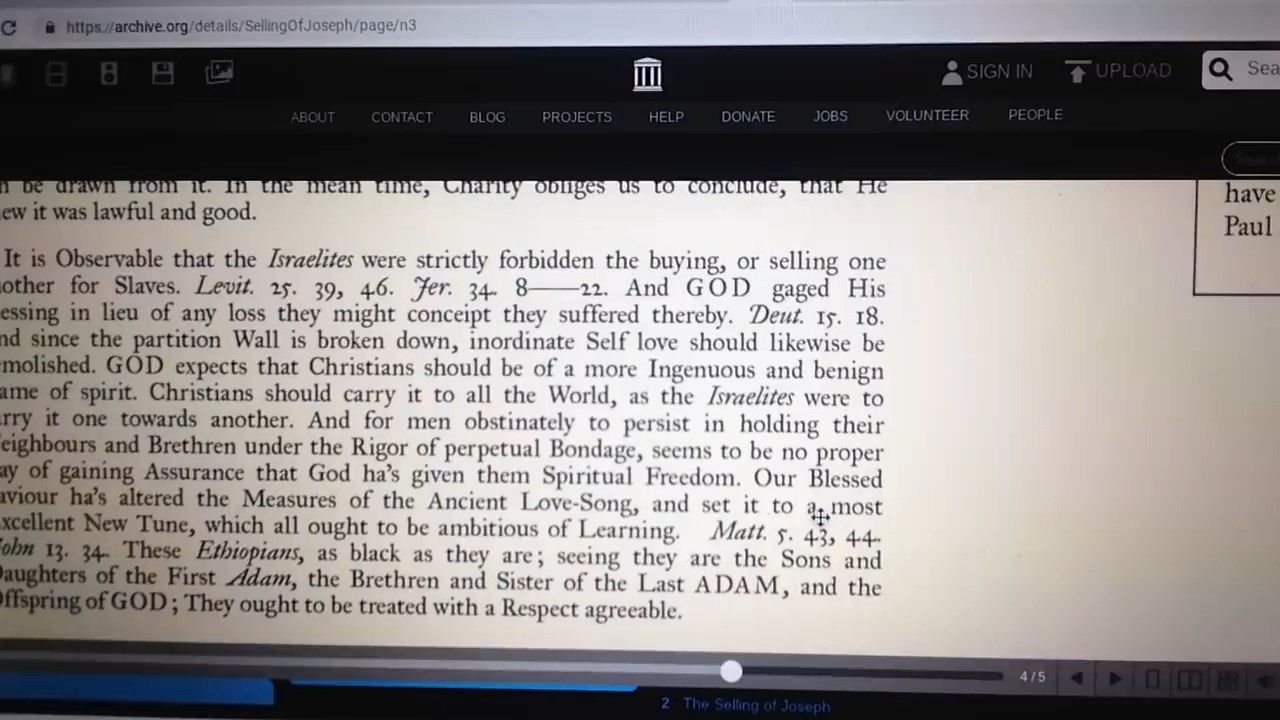 https://archive.org/details/SellingOfJoseph/page/n3
SIGN IN
UPLOAD
Sea
ABOUT CONTACT BLOG PROJECTS HELP DONATE JOBS VOLUNTEER PEOPLE
n be drawn from it. In the mean time, Charity obliges us to conclude, that He
ew it was lawful and good.
have
Paul
It is Observable that the Israelites were strictly forbidden the buying, or selling one
other for Slaves. Levit. 25. 39, 46. Jer. 34. 8——22. And GOD gaged His
essing in lieu of any loss they might conceipt they suffered thereby. Deut. 15. 18.
nd since the partition Wall is broken down, inordinate Self love should likewise be
molished. GOD expects that Christians should be of a more Ingenuous and benign
ame of spirit. Christians should carry it to all the World, as the Israelites were to
rry it one towards another. And for men obstinately to persist in holding their
eighbours and Brethren under the Rigor of perpetual Bondage, seems to be no proper
ay of gaining Assurance that God ha's given them Spiritual Freedom. Our Blessed
aviour ha's altered the Measures of the Ancient Love-Song, and set it to a most
xcellent New Tune, which all ought to be ambitious of Learning. Matt. 5. 43, 44.
John 13. 34. These Ethiopians, as black as they are; seeing they are the Sons and
Daughters of the First Adam, the Brethren and Sister of the Last ADAM, and the
Offspring of GOD; They ought to be treated with a Respect agreeable.
4/5
2 The Selling of Joseph